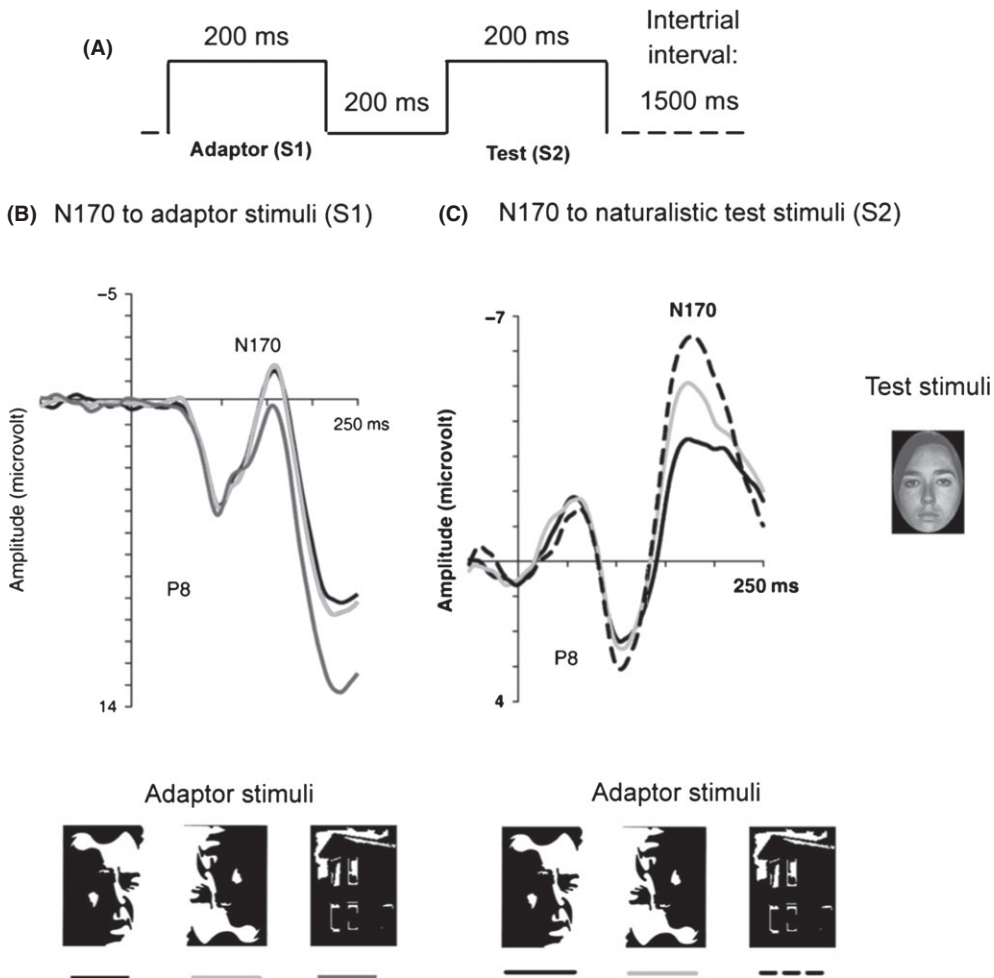 (A)
200 ms
200 ms
200 ms
Intertrial
interval:
1500 ms
Adaptor (S1)
Test (S2)
(B) N170 to adaptor stimuli (S1)
(C) N170 to naturalistic test stimuli (S2)
−5
N170
250 ms
Amplitude (microvolt)
P8
14
−7
N170
250 ms
Amplitude (microvolt)
P8
4
Test stimuli
Adaptor stimuli
Adaptor stimuli